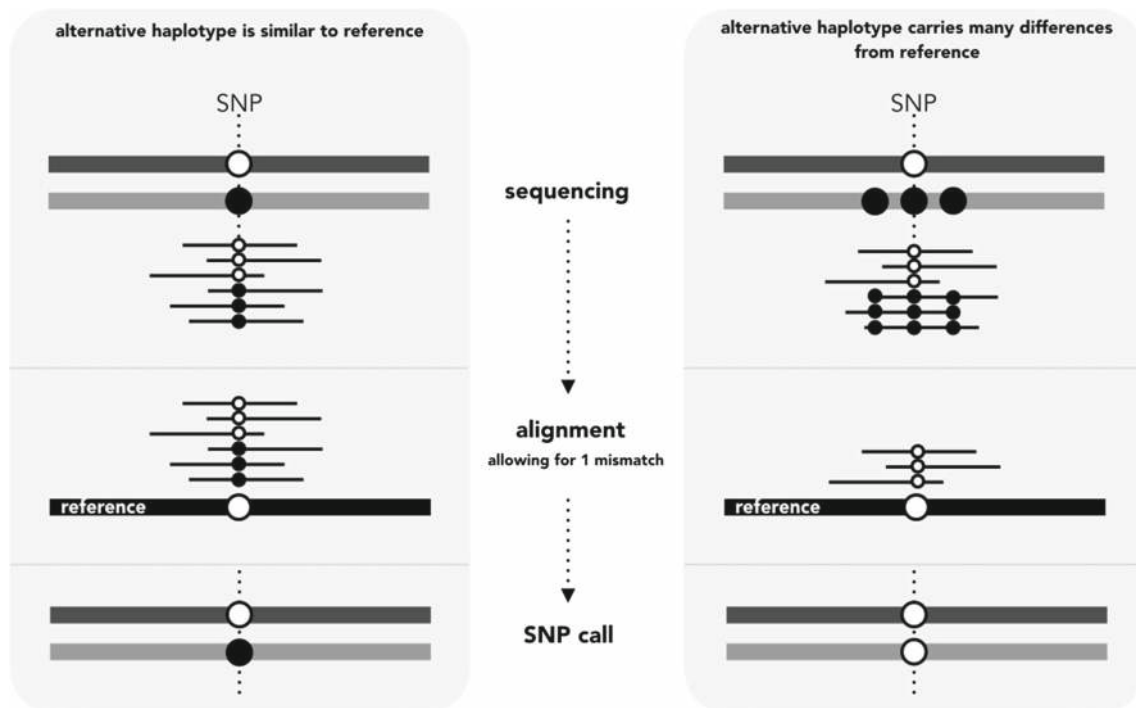 alternative haplotype is similar to reference
alternative haplotype carries many differences
from reference
SNP
SNP
sequencing
alignment
allowing for 1 mismatch
reference
reference
SNP call